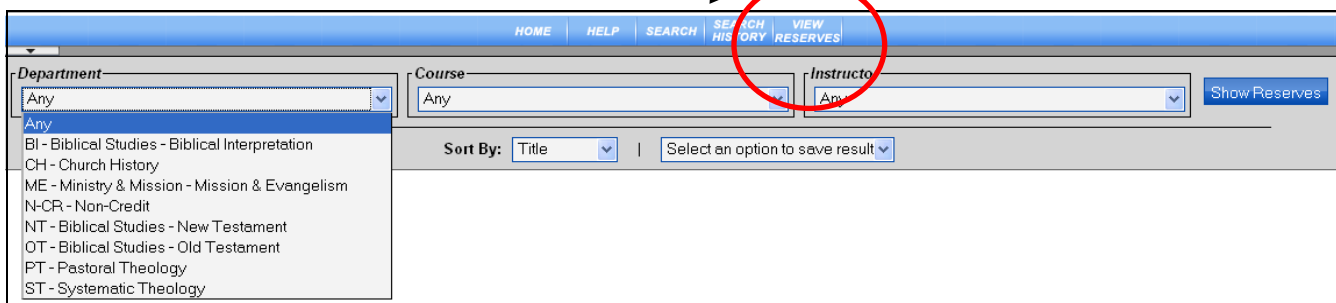 HOME HELP SEARCH SEARCH HISTORY VIEW RESERVES
Department Course Instructo
Any Any Any Show Reserves
Any
BI - Biblical Studies - Biblical Interpretation
Sort By: Title | Select an option to save result
CH - Church History
ME - Ministry & Mission - Mission & Evangelism
N-CR - Non-Credit
NT - Biblical Studies - New Testament
OT - Biblical Studies - Old Testament
PT - Pastoral Theology
ST - Systematic Theology